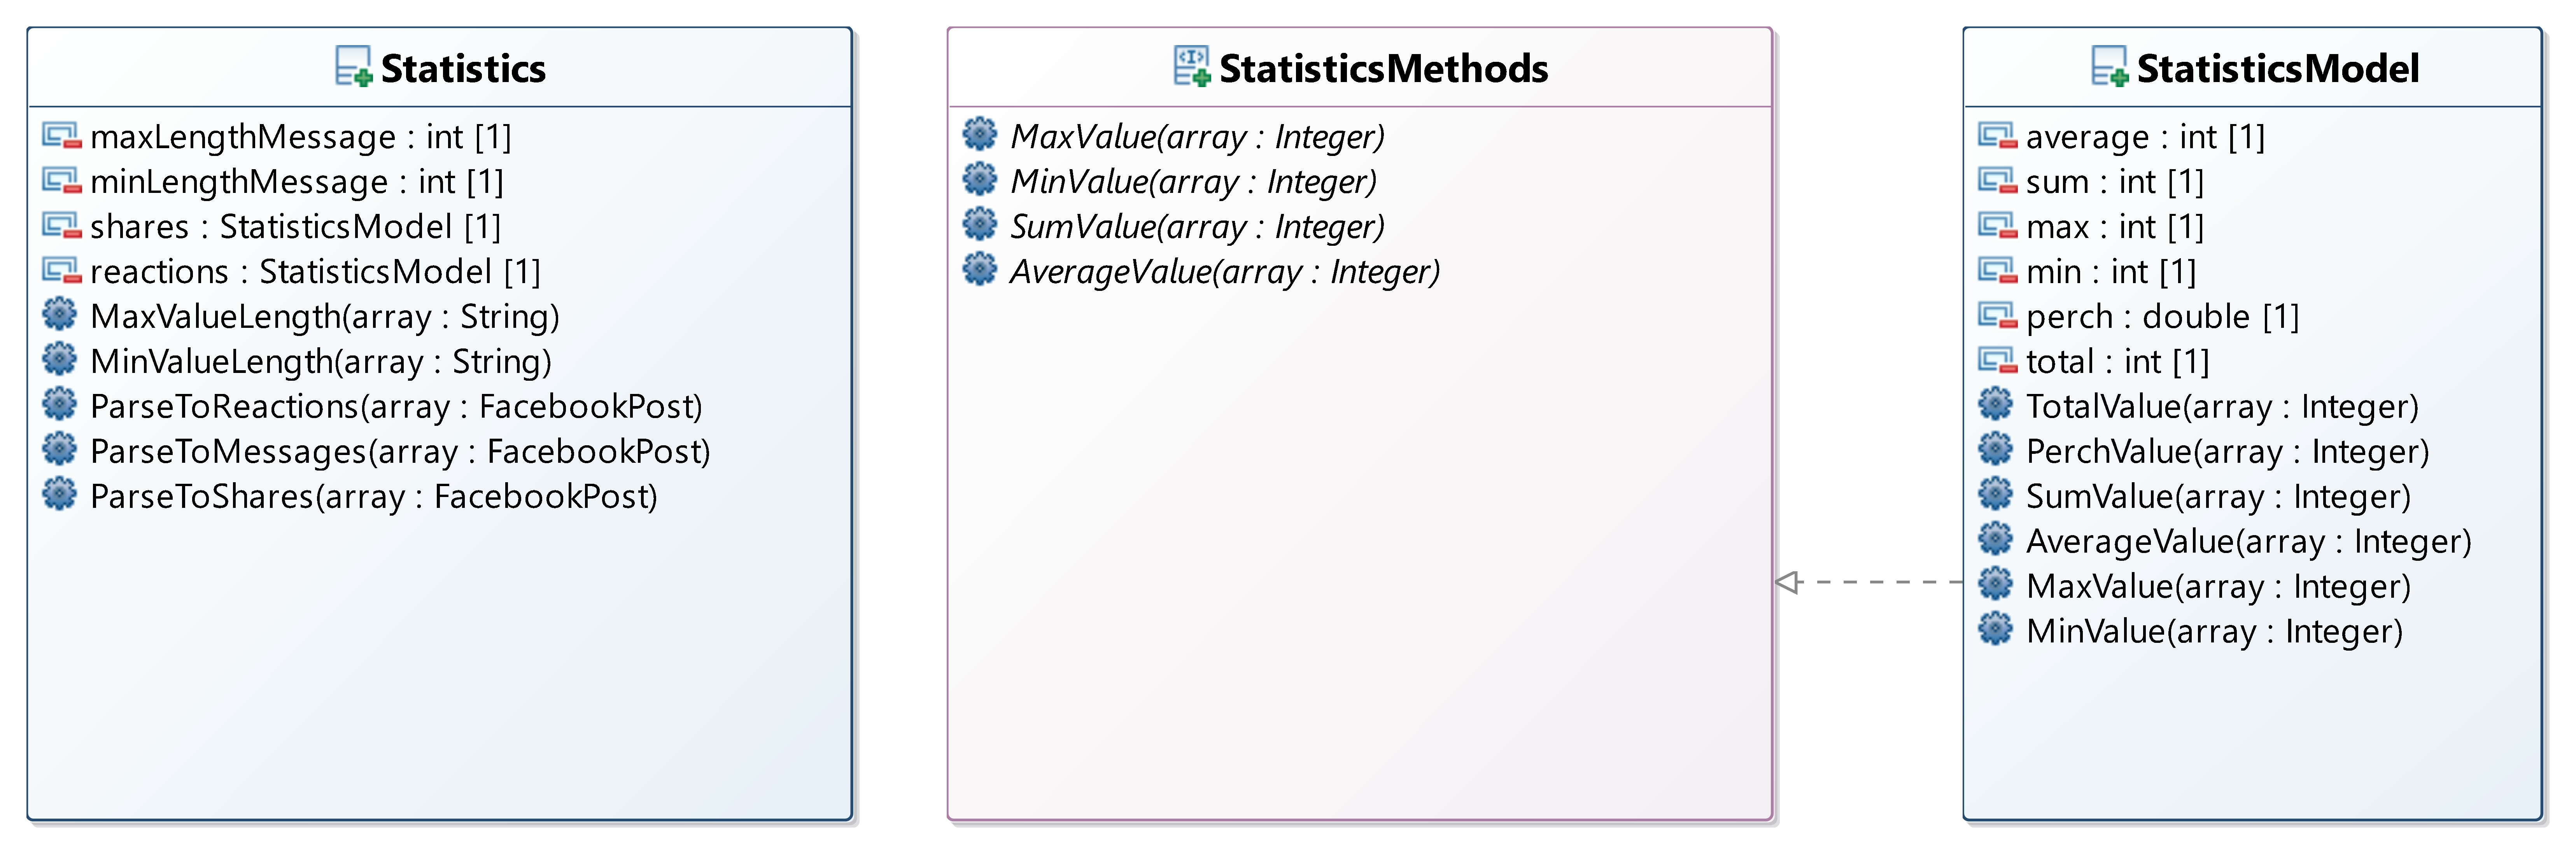 Statistics
maxLengthMessage : int [1]
minLengthMessage : int [1]
shares : StatisticsModel [1]
reactions : StatisticsModel [1]
MaxValueLength(array : String)
MinValueLength(array : String)
ParseToReactions(array : FacebookPost)
ParseToMessages(array : FacebookPost)
ParseToShares(array : FacebookPost)
<I> StatisticsMethods
MaxValue(array : Integer)
MinValue(array : Integer)
SumValue(array : Integer)
AverageValue(array : Integer)
StatisticsModel
average : int [1]
sum : int [1]
max : int [1]
min : int [1]
perch : double [1]
total : int [1]
TotalValue(array : Integer)
PerchValue(array : Integer)
SumValue(array : Integer)
AverageValue(array : Integer)
MaxValue(array : Integer)
MinValue(array : Integer)